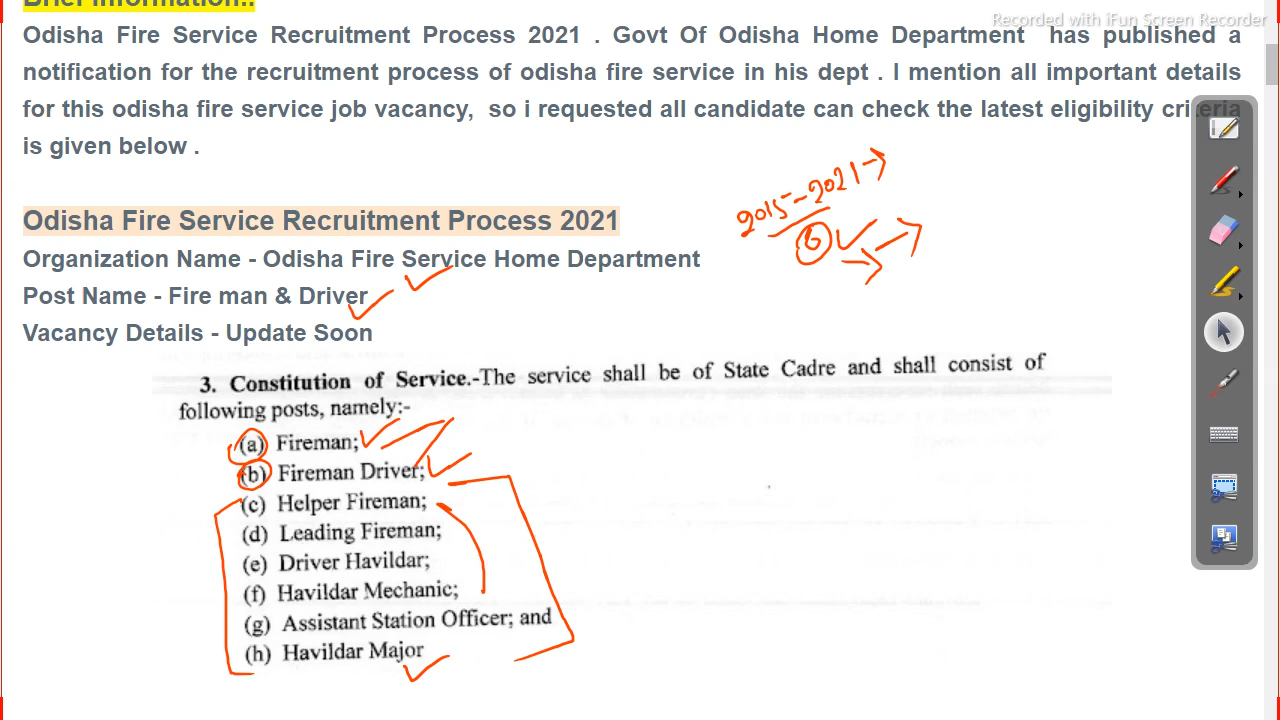 Brief Information..
Recorded with iFun Screen Recorder
Odisha Fire Service Recruitment Process 2021 . Govt Of Odisha Home Department has published a
notification for the recruitment process of odisha fire service in his dept . I mention all important details
for this odisha fire service job vacancy, so i requested all candidate can check the latest eligibility criteria
is given below .
2015-2021
6
Odisha Fire Service Recruitment Process 2021
Organization Name - Odisha Fire Service Home Department
Post Name - Fire man & Driver
Vacancy Details - Update Soon
3. Constitution of Service.-The service shall be of State Cadre and shall consist of
following posts, namely:-
(a) Fireman;
(b) Fireman Driver;
(c) Helper Fireman;
(d) Leading Fireman;
(e) Driver Havildar;
(f) Havildar Mechanic;
(g) Assistant Station Officer; and
(h) Havildar Major